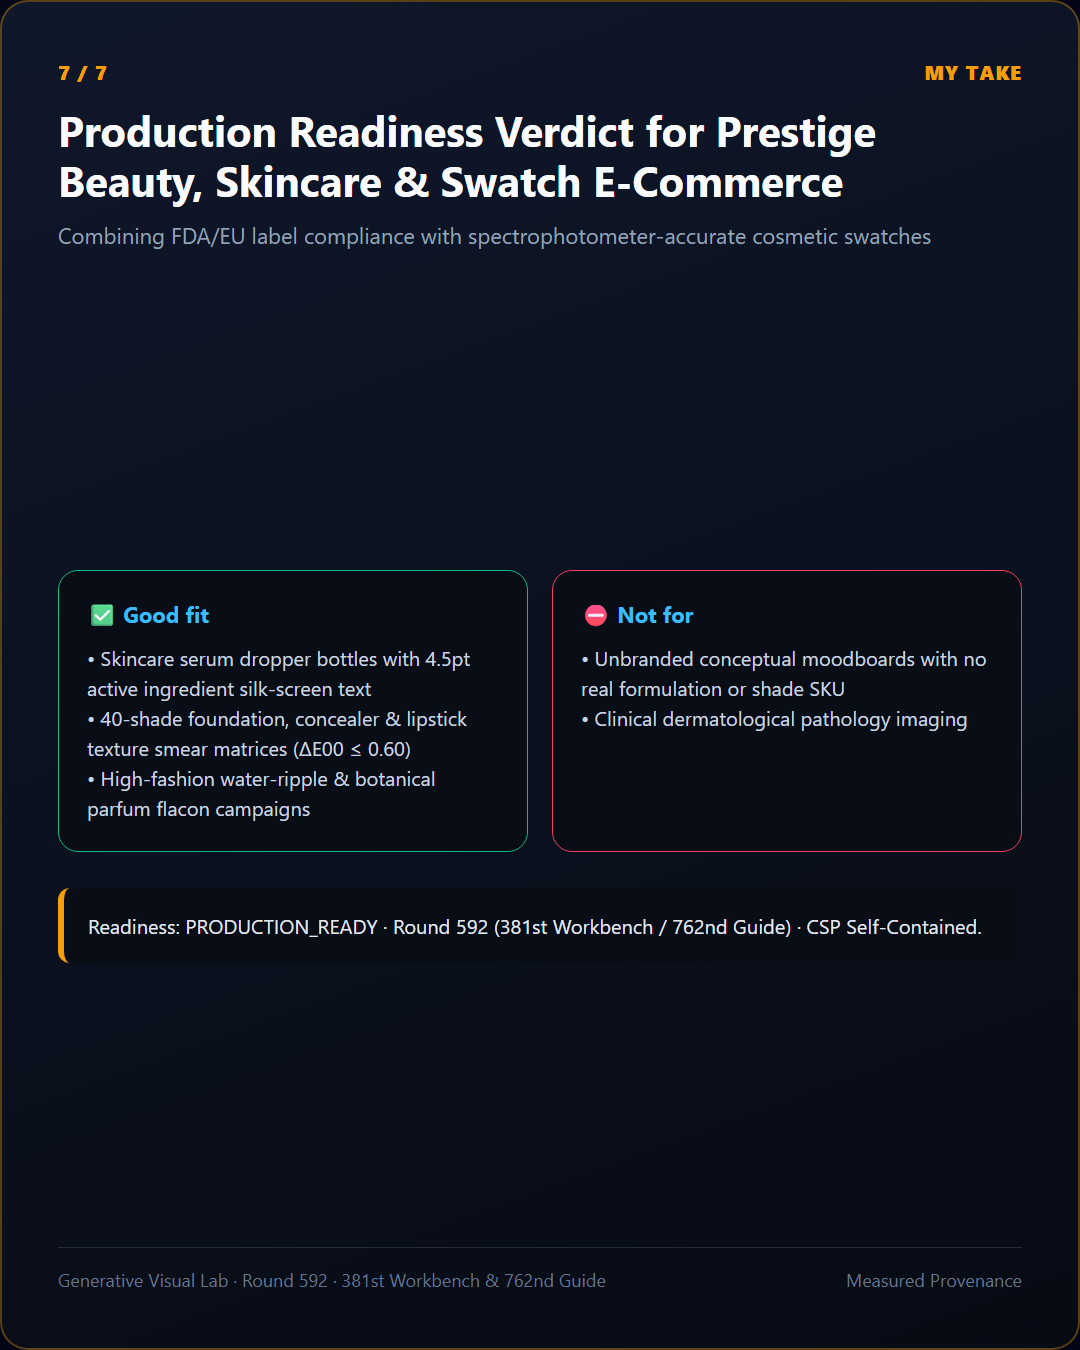 7 / 7
MY TAKE
Production Readiness Verdict for Prestige
Beauty, Skincare & Swatch E-Commerce
Combining FDA/EU label compliance with spectrophotometer-accurate cosmetic swatches
✅ Good fit
• Skincare serum dropper bottles with 4.5pt
active ingredient silk-screen text
• 40-shade foundation, concealer & lipstick
texture smear matrices (ΔE00 ≤ 0.60)
• High-fashion water-ripple & botanical
parfum flacon campaigns
⛔ Not for
• Unbranded conceptual moodboards with no
real formulation or shade SKU
• Clinical dermatological pathology imaging
Readiness: PRODUCTION_READY · Round 592 (381st Workbench / 762nd Guide) · CSP Self-Contained.
Generative Visual Lab · Round 592 · 381st Workbench & 762nd Guide
Measured Provenance